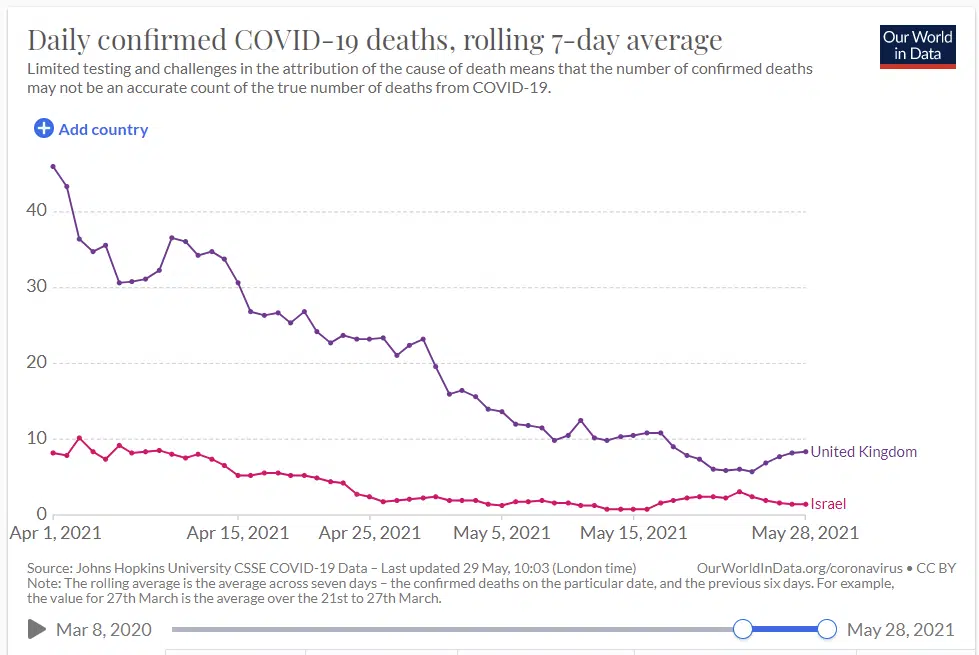 Daily confirmed COVID-19 deaths, rolling 7-day average
Our World
in Data
Limited testing and challenges in the attribution of the cause of death means that the number of confirmed deaths
may not be an accurate count of the true number of deaths from COVID-19.
Add country
40
30
20
10
0
United Kingdom
Israel
Apr 1, 2021
Apr 15, 2021
Apr 25, 2021
May 5, 2021
May 15, 2021
May 28, 2021
Source: Johns Hopkins University CSSE COVID-19 Data – Last updated 29 May, 10:03 (London time)
OurWorldInData.org/coronavirus • CC BY
Note: The rolling average is the average across seven days – the confirmed deaths on the particular date, and the previous six days. For example,
the value for 27th March is the average over the 21st to 27th March.
Mar 8, 2020
May 28, 2021